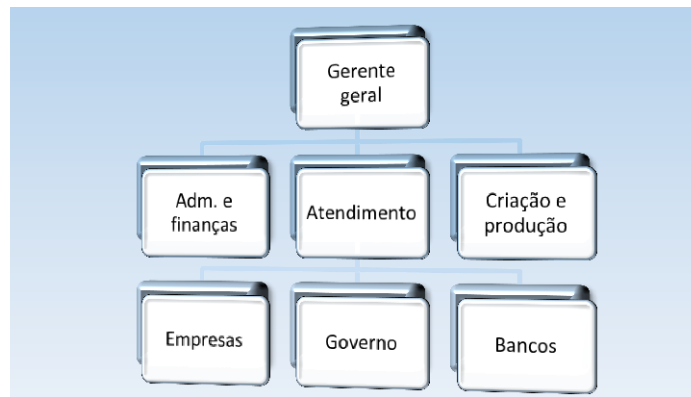 Gerente
geral
Adm. e
finanças
Atendimento
Criação e
produção
Empresas
Governo
Bancos